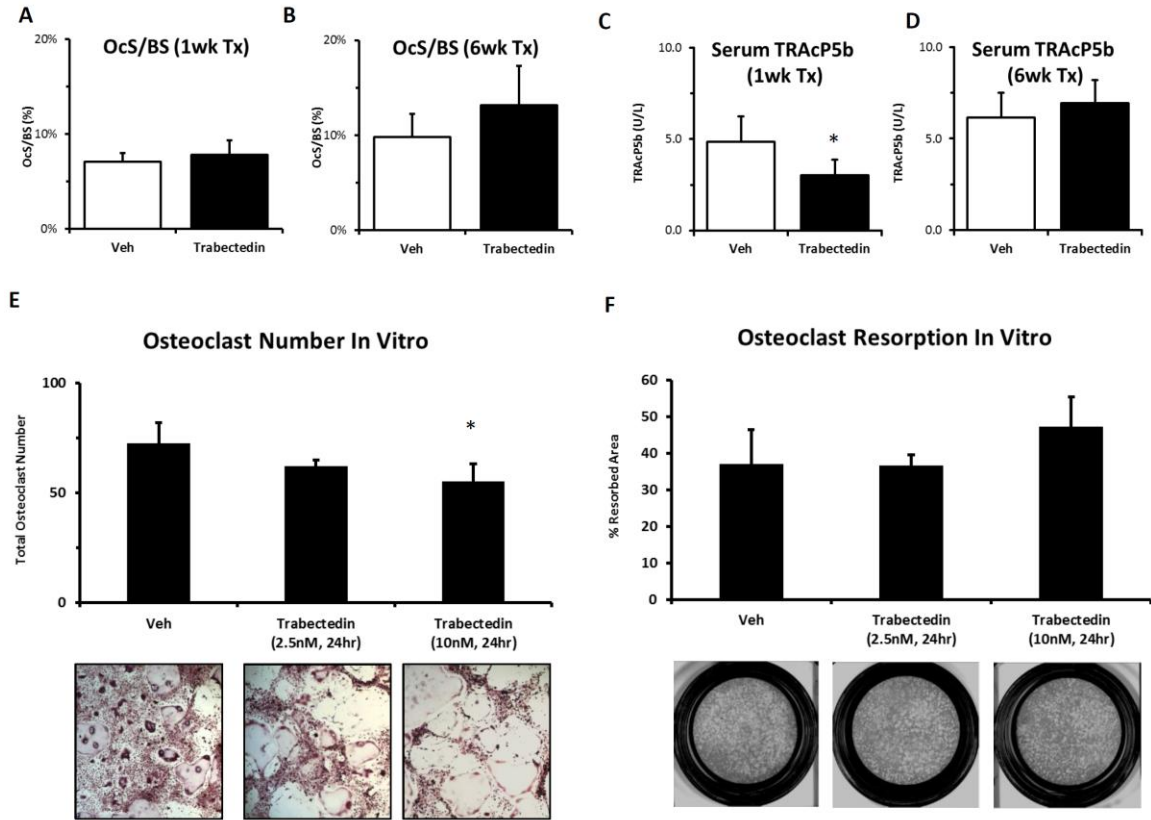 A
OcS/BS (1wk Tx)
20%
10%
0%
OcS/BS (%)
Veh
Trabectedin
B
OcS/BS (6wk Tx)
20%
10%
0%
OcS/BS (%)
Veh
Trabectedin
C
Serum TRAcP5b
(1wk Tx)
10.0
5.0
0.0
TRAcP5b (U/L)
*
Veh
Trabectedin
D
Serum TRAcP5b
(6wk Tx)
10.0
5.0
0.0
TRAcP5b (U/L)
Veh
Trabectedin
E
Osteoclast Number In Vitro
100
50
0
Total Osteoclast Number
*
Veh
Trabectedin
(2.5nM, 24hr)
Trabectedin
(10nM, 24hr)
F
Osteoclast Resorption In Vitro
60
50
40
30
20
10
0
% Resorbed Area
Veh
Trabectedin
(2.5nM, 24hr)
Trabectedin
(10nM, 24hr)